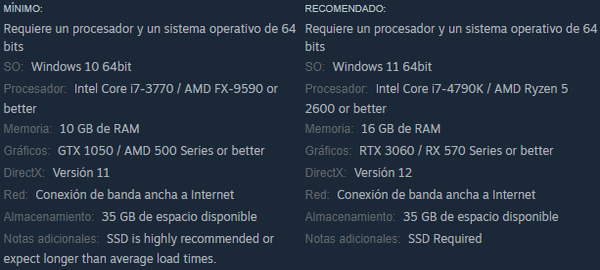 MÍNIMO:
Requiere un procesador y un sistema operativo de 64
bits
SO: Windows 10 64bit
Procesador: Intel Core i7-3770 / AMD FX-9590 or
better
Memoria: 10 GB de RAM
Gráficos: GTX 1050 / AMD 500 Series or better
DirectX: Versión 11
Red: Conexión de banda ancha a Internet
Almacenamiento: 35 GB de espacio disponible
Notas adicionales: SSD is highly recommended or
expect longer than average load times.
RECOMENDADO:
Requiere un procesador y un sistema operativo de 64
bits
SO: Windows 11 64bit
Procesador: Intel Core i7-4790K / AMD Ryzen 5
2600 or better
Memoria: 16 GB de RAM
Gráficos: RTX 3060 / RX 570 Series or better
DirectX: Versión 12
Red: Conexión de banda ancha a Internet
Almacenamiento: 35 GB de espacio disponible
Notas adicionales: SSD Required